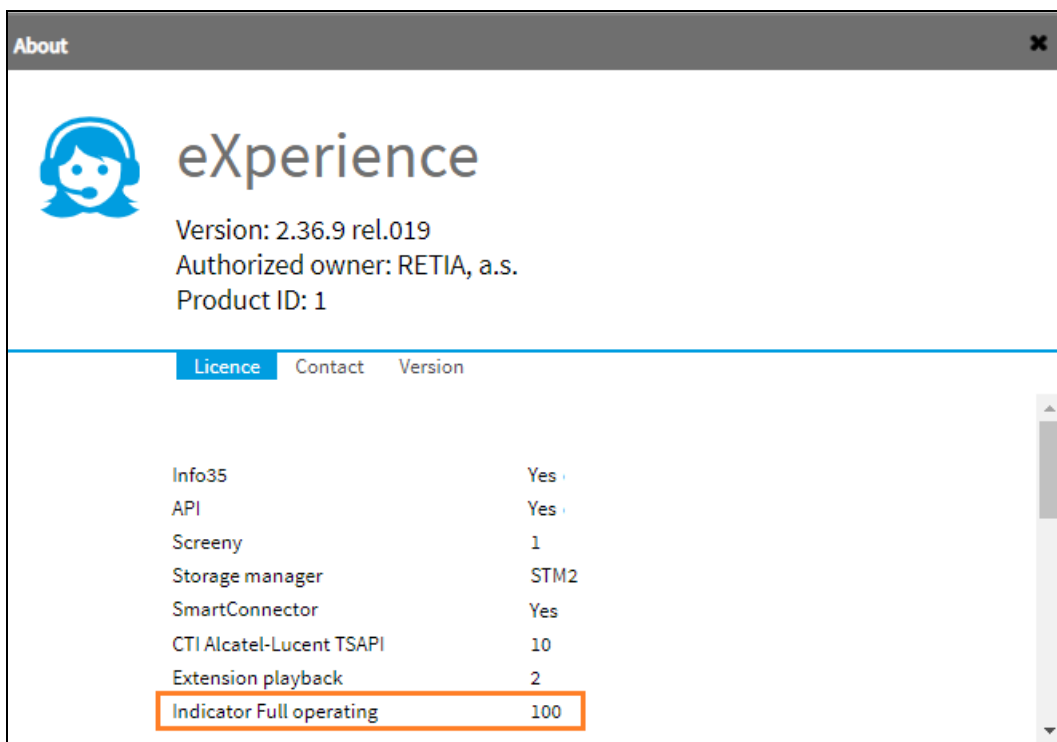 About
eXperience
Version: 2.36.9 rel.019
Authorized owner: RETIA, a.s.
Product ID: 1
Licence Contact Version
Info35 Yes
API Yes
Screeny 1
Storage manager STM2
SmartConnector Yes
CTI Alcatel-Lucent TSAPI 10
Extension playback 2
Indicator Full operating 100